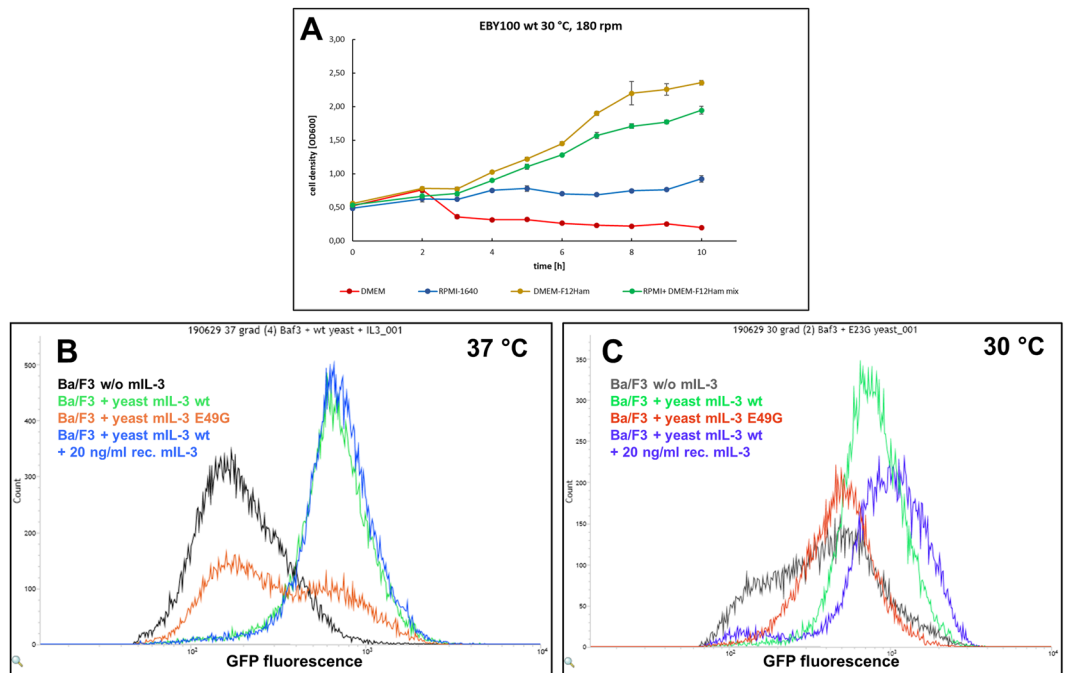 A
EBY100 wt 30 °C, 180 rpm
cell density [OD600]
3,00
2,50
2,00
1,50
1,00
0,50
0,00
0
2
4
6
8
10
time [h]
DMEM
RPMI-1640
DMEM-F12Ham
RPMI+ DMEM-F12Ham mix
190629 37 grad (4) Baf3 + wt yeast + IL3_001
B
37 °C
Ba/F3 w/o mIL-3
Ba/F3 + yeast mIL-3 wt
Ba/F3 + yeast mIL-3 E49G
Ba/F3 + yeast mIL-3 wt
+ 20 ng/ml rec. mIL-3
Count
500
400
300
200
100
0
10²
10³
10⁴
GFP fluorescence
190629 30 grad (2) Baf3 + E23G yeast_001
C
30 °C
Ba/F3 w/o mIL-3
Ba/F3 + yeast mIL-3 wt
Ba/F3 + yeast mIL-3 E49G
Ba/F3 + yeast mIL-3 wt
+ 20 ng/ml rec. mIL-3
Count
350
300
250
200
150
100
50
0
10²
10³
10⁴
GFP fluorescence